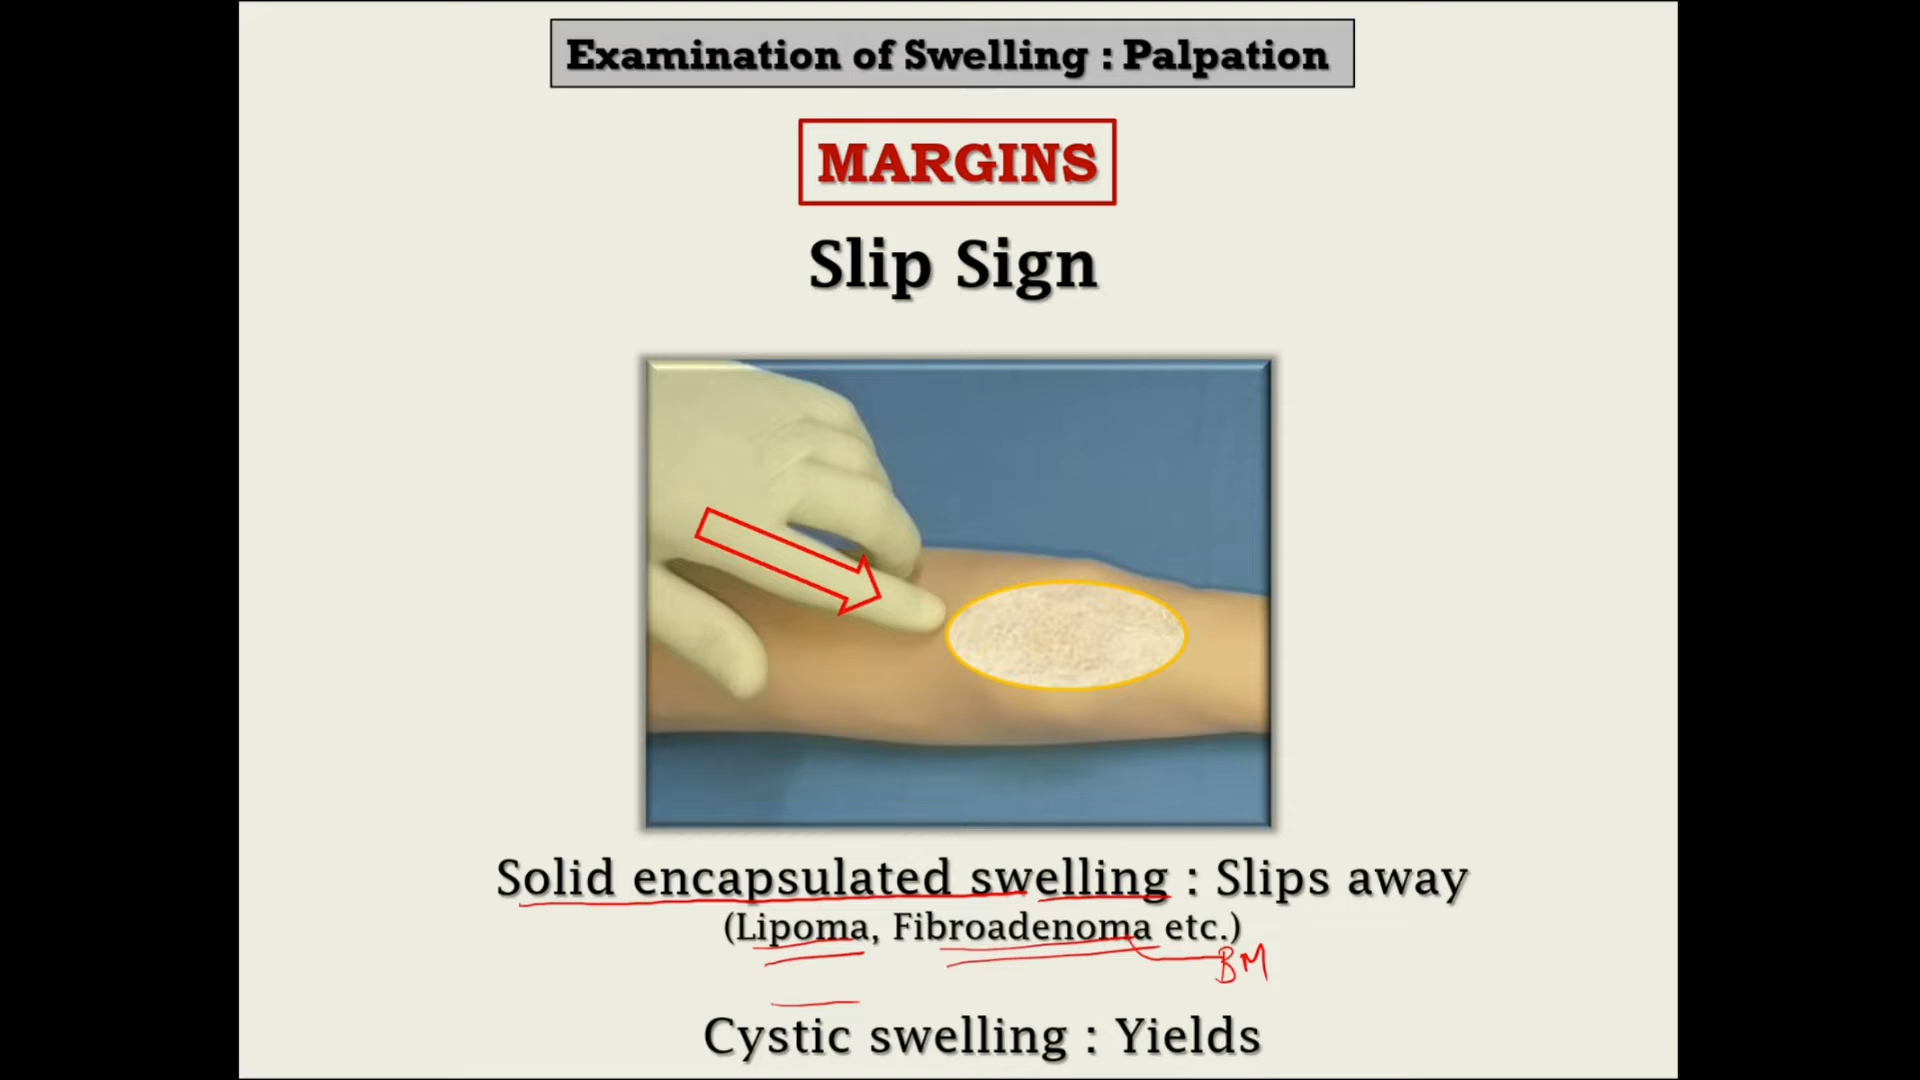 Examination of Swelling : Palpation
MARGINS
Slip Sign
Solid encapsulated swelling : Slips away
(Lipoma, Fibroadenoma etc.)
BM
Cystic swelling : Yields